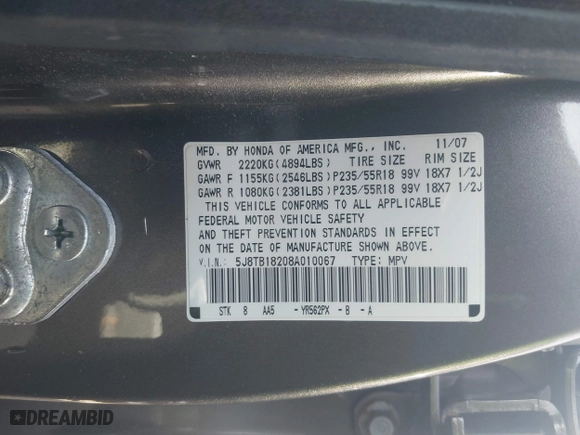 MFD. BY HONDA OF AMERICA MFG., INC. 11/07
GVWR 2220KG(4894LBS) TIRE SIZE RIM SIZE
GAWR F 1155KG(2546LBS)P235/55R18 99V 18X7 1/2J
GAWR R 1080KG(2381LBS)P235/55R18 99V 18X7 1/2J
THIS VEHICLE CONFORMS TO ALL APPLICABLE
FEDERAL MOTOR VEHICLE SAFETY
AND THEFT PREVENTION STANDARDS IN EFFECT
ON THE DATE OF MANUFACTURE SHOWN ABOVE.
V.I.N.: 5J8TB18208A010067 TYPE: MPV
STK 8 AA5 -YR562PX -B -A
DREAMBID